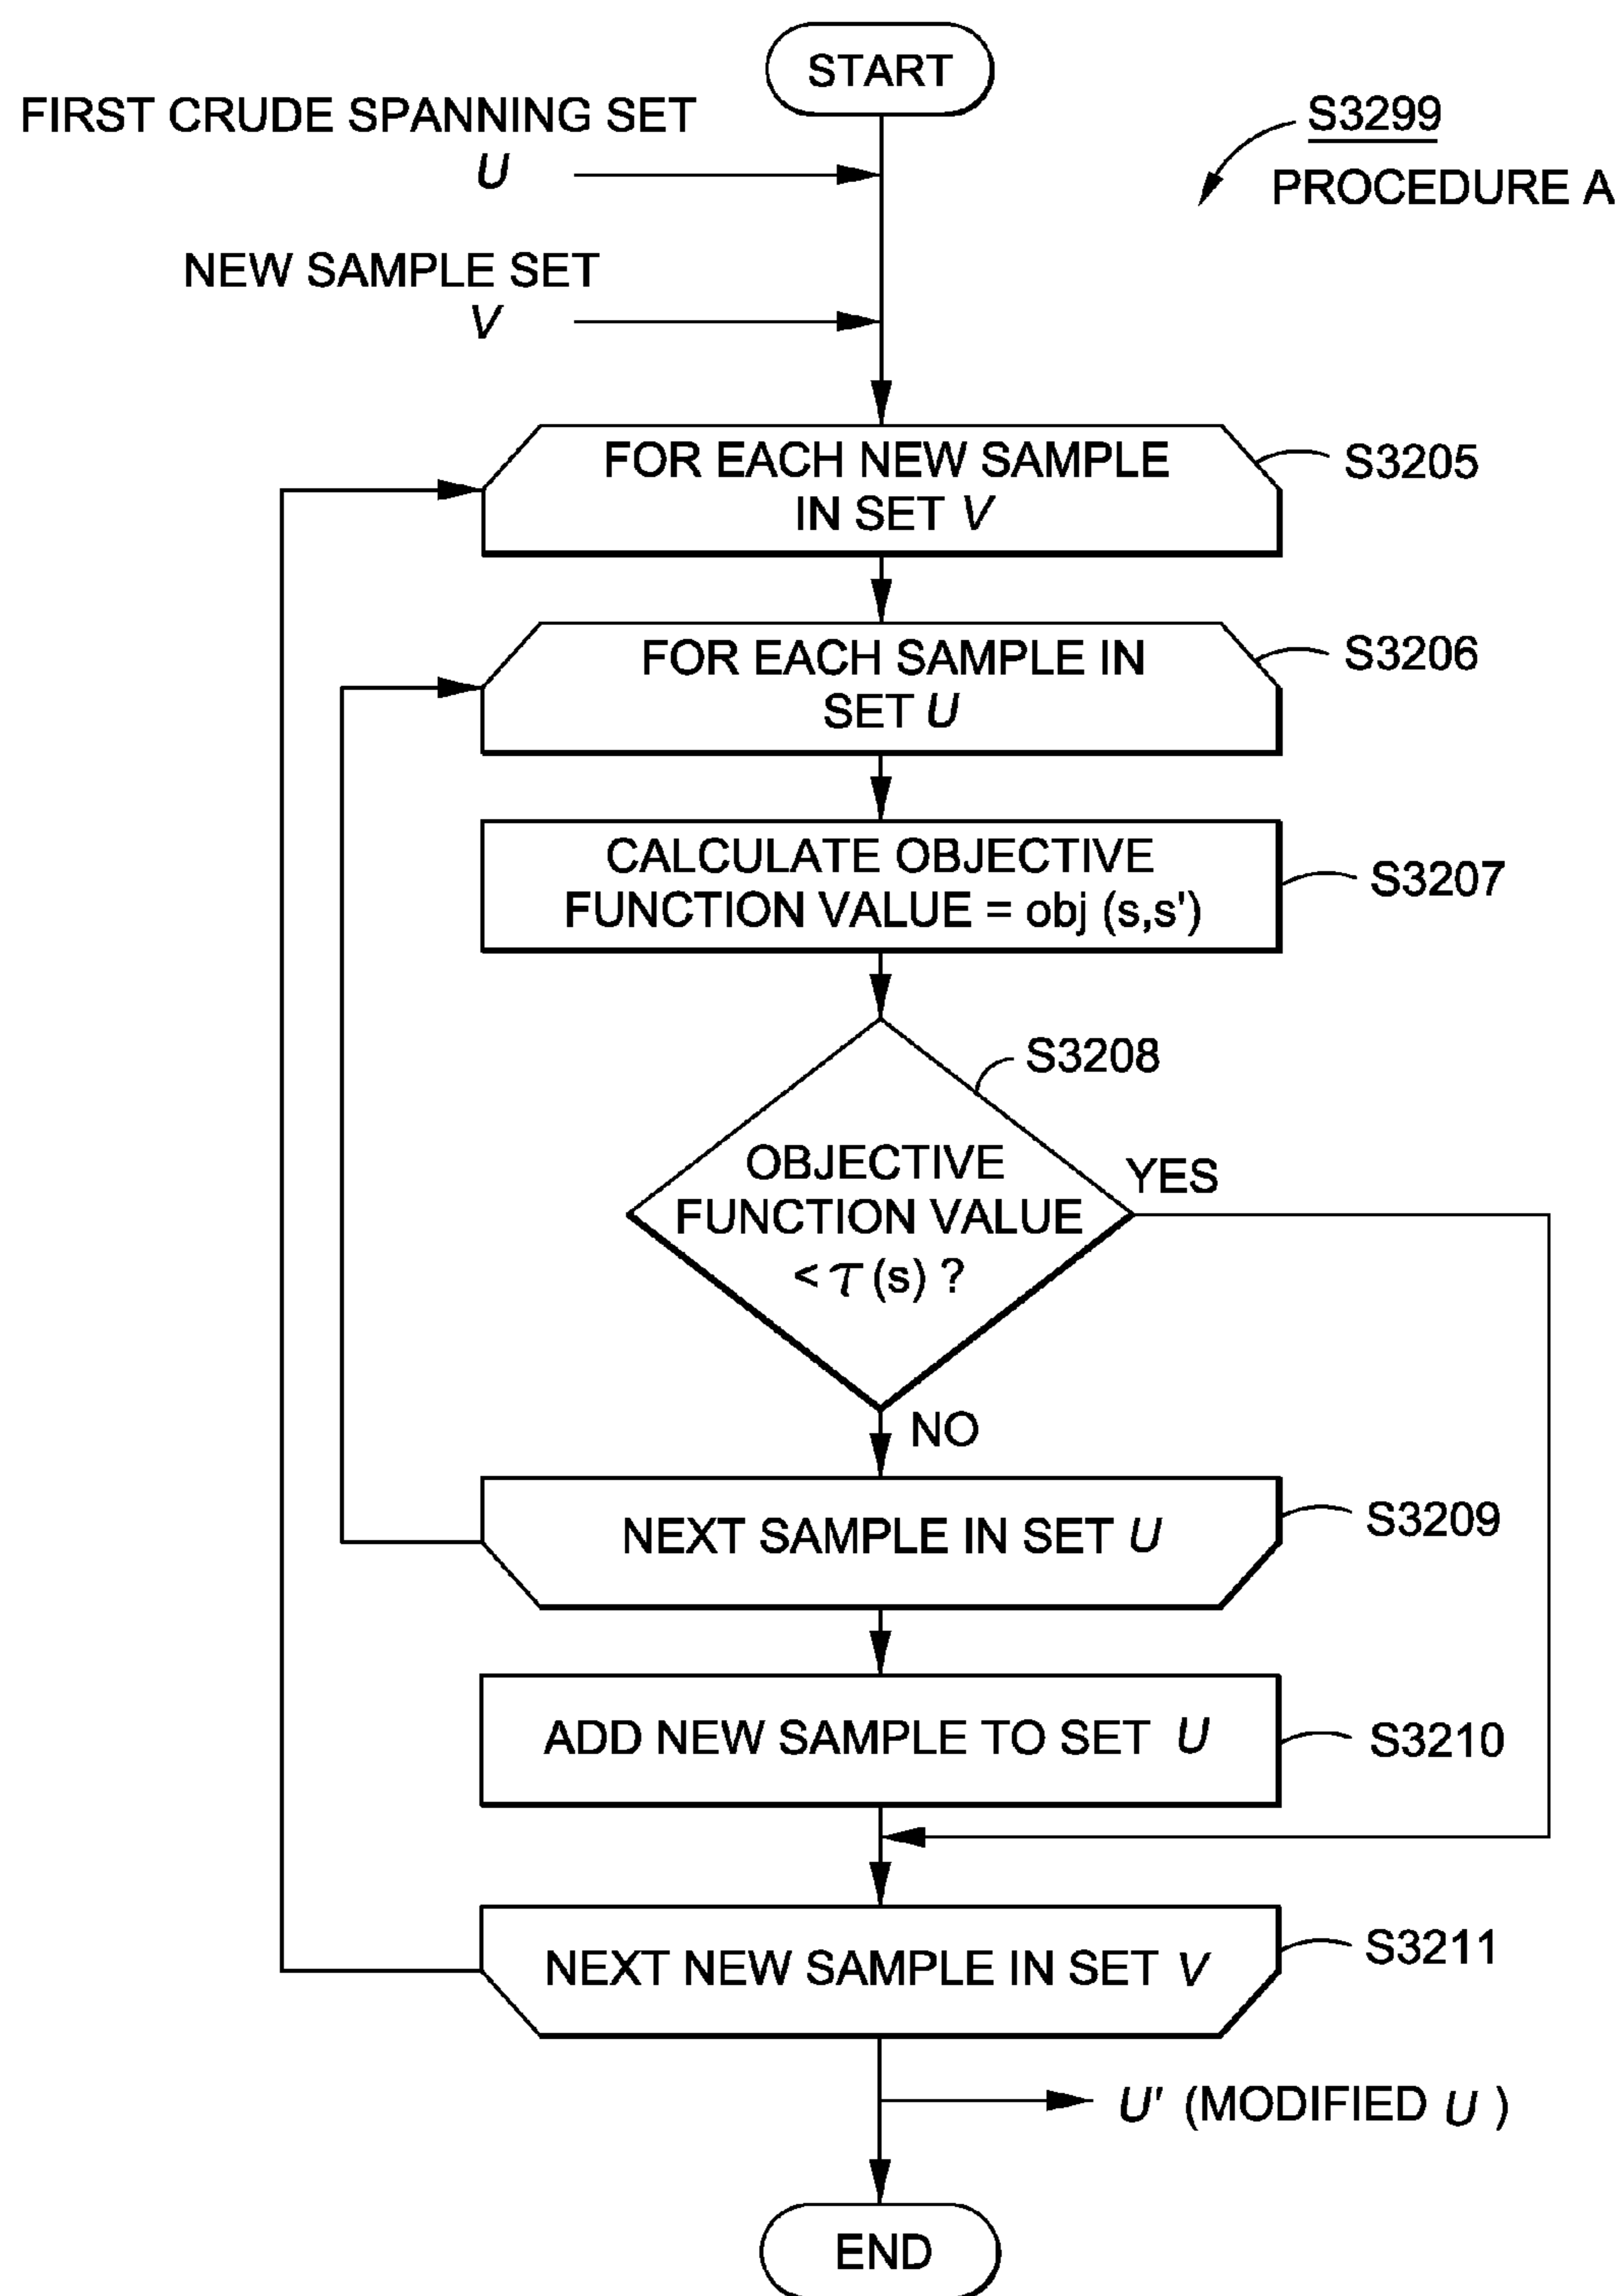 START
FIRST CRUDE SPANNING SET
U
S3299
PROCEDURE A
NEW SAMPLE SET
V
FOR EACH NEW SAMPLE
IN SET V
S3205
FOR EACH SAMPLE IN
SET U
S3206
CALCULATE OBJECTIVE
FUNCTION VALUE = obj (s,s')
S3207
S3208
OBJECTIVE
FUNCTION VALUE
< τ (s) ?
YES
NO
NEXT SAMPLE IN SET U
S3209
ADD NEW SAMPLE TO SET U
S3210
NEXT NEW SAMPLE IN SET V
S3211
U' (MODIFIED U )
END